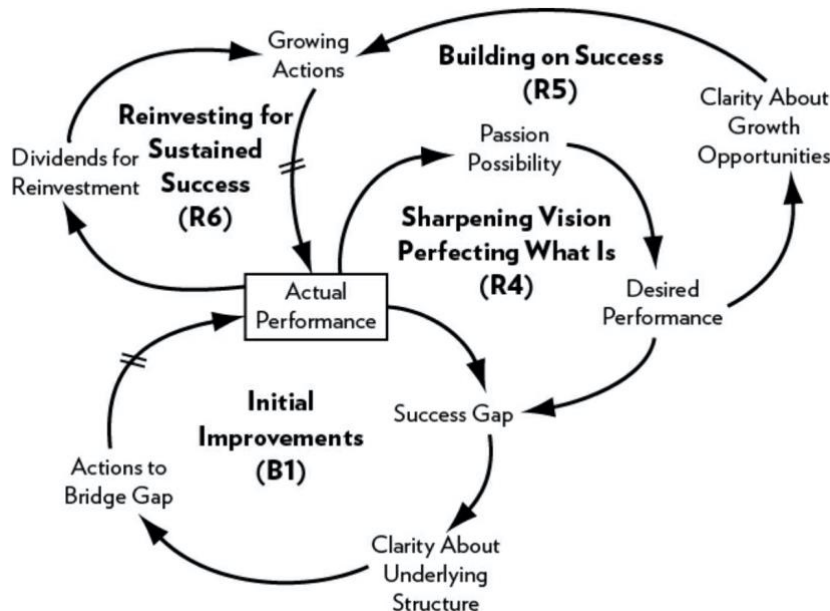 Growing
Actions
Building on Success
(R5)
Clarity About
Growth
Opportunities
Reinvesting for
Sustained
Success
(R6)
Dividends for
Reinvestment
Passion
Possibility
Sharpening Vision
Perfecting What Is
(R4)
Actual
Performance
Desired
Performance
Initial
Improvements
(B1)
Success Gap
Actions to
Bridge Gap
Clarity About
Underlying
Structure